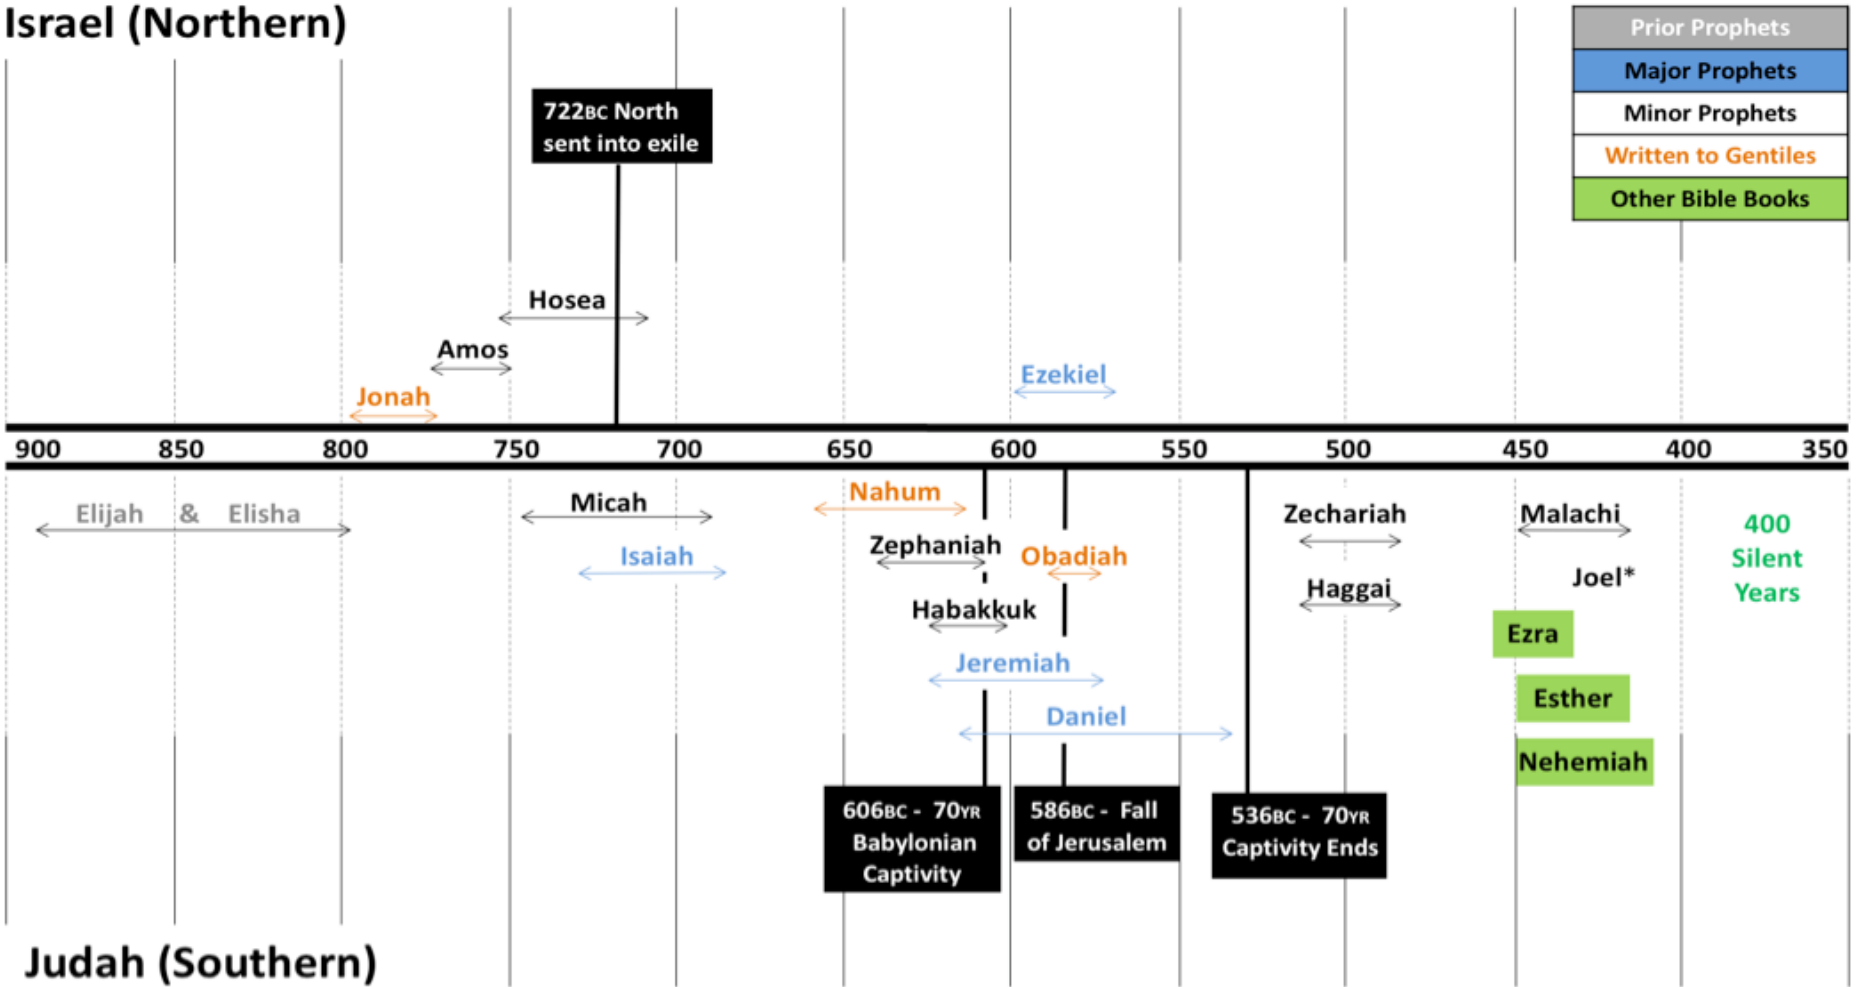 Israel (Northern)
Prior Prophets
Major Prophets
Minor Prophets
Written to Gentiles
Other Bible Books
722BC North
sent into exile
Hosea
Amos
Jonah
Ezekiel
900 850 800 750 700 650 600 550 500 450 400 350
Elijah & Elisha
Micah
Isaiah
Nahum
Zephaniah
Obadiah
Habakkuk
Jeremiah
Daniel
Zechariah
Haggai
Malachi
Joel*
Ezra
Esther
Nehemiah
400
Silent
Years
606BC - 70YR
Babylonian
Captivity
586BC - Fall
of Jerusalem
536BC - 70YR
Captivity Ends
Judah (Southern)